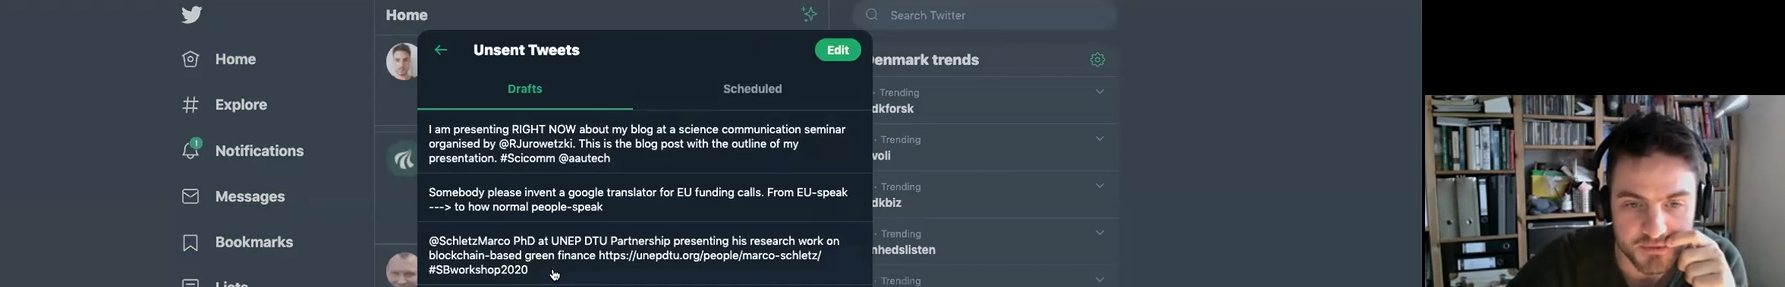 Home
Search Twitter
Unsent Tweets
Edit
Home
Denmark trends
Drafts
Scheduled
Trending
dkforsk
Explore
I am presenting RIGHT NOW about my blog at a science communication seminar
organised by @RJurowetzki. This is the blog post with the outline of my
presentation. #Scicomm @aautech
1
Notifications
· Trending
voli
Somebody please invent a google translator for EU funding calls. From EU-speak
---> to how normal people-speak
Messages
· Trending
dkbiz
@SchletzMarco PhD at UNEP DTU Partnership presenting his research work on
blockchain-based green finance https://unepdtu.org/people/marco-schletz/
#SBworkshop2020
Bookmarks
· Trending
nhedslisten
Lists
· Trending